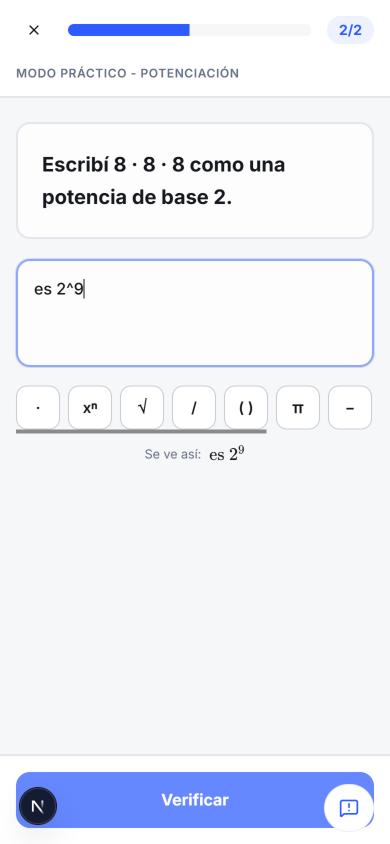 2/2
MODO PRÁCTICO - POTENCIACIÓN
Escribí 8 · 8 · 8 como una
potencia de base 2.
es 2^9
· xⁿ √ / ( ) π −
Se ve así: es 2⁹
Verificar
N